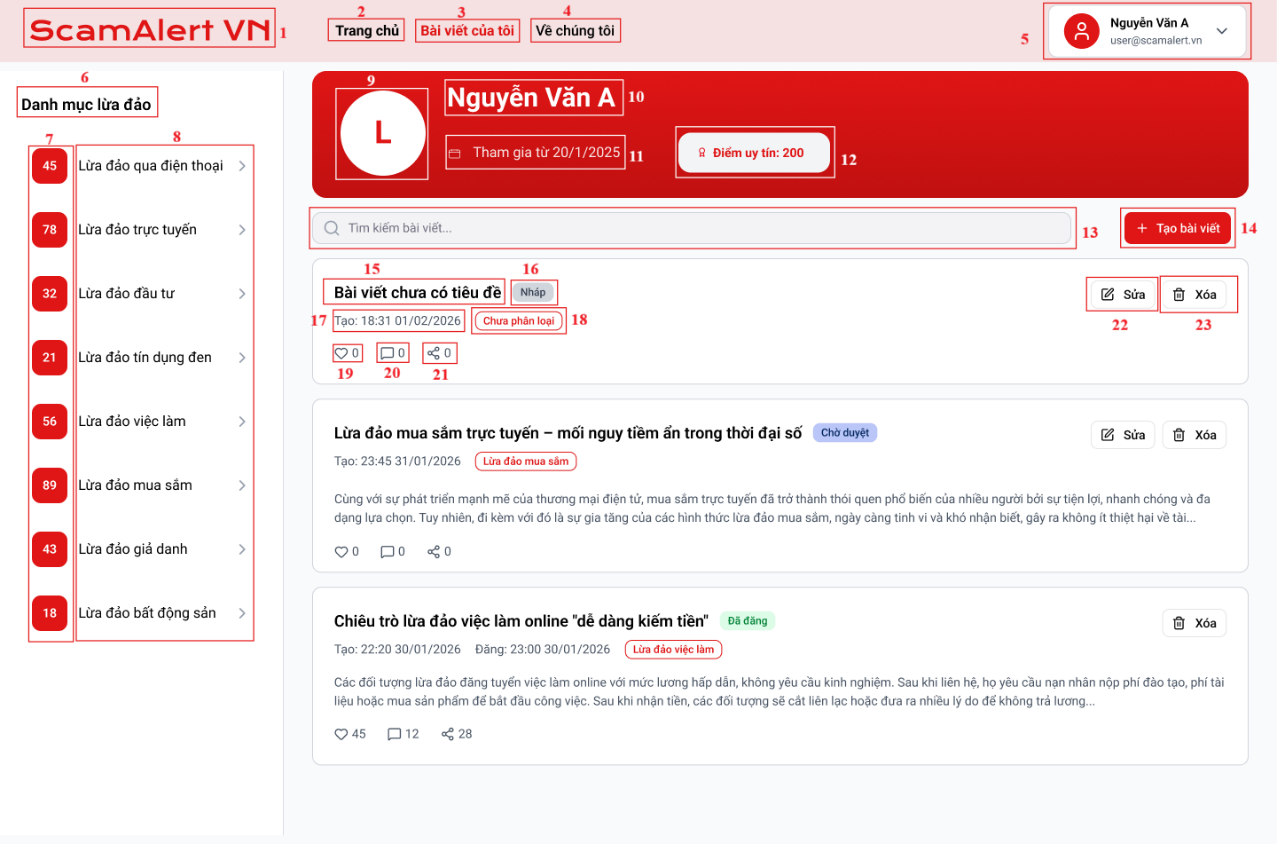 ScamAlert VN 1
2
Trang chủ
3
Bài viết của tôi
4
Về chúng tôi
5
Nguyễn Văn A
user@scamalert.vn
6
Danh mục lừa đảo
7
8
45 Lừa đảo qua điện thoại
78 Lừa đảo trực tuyến
32 Lừa đảo đầu tư
21 Lừa đảo tín dụng đen
56 Lừa đảo việc làm
89 Lừa đảo mua sắm
43 Lừa đảo giả danh
18 Lừa đảo bất động sản
9
L
Nguyễn Văn A 10
Tham gia từ 20/1/2025 11
Điểm uy tín: 200 12
Tìm kiếm bài viết... 13
+ Tạo bài viết 14
15
16
Bài viết chưa có tiêu đề Nháp
17 Tạo: 18:31 01/02/2026 Chưa phân loại 18
0 0 0
19 20 21
Sửa Xóa
22 23
Lừa đảo mua sắm trực tuyến – mối nguy tiềm ẩn trong thời đại số Chờ duyệt
Sửa Xóa
Tạo: 23:45 31/01/2026 Lừa đảo mua sắm
Cùng với sự phát triển mạnh mẽ của thương mại điện tử, mua sắm trực tuyến đã trở thành thói quen phổ biến của nhiều người bởi sự tiện lợi, nhanh chóng và đa
dạng lựa chọn. Tuy nhiên, đi kèm với đó là sự gia tăng của các hình thức lừa đảo mua sắm, ngày càng tinh vi và khó nhận biết, gây ra không ít thiệt hại về tài...
0 0 0
Chiêu trò lừa đảo việc làm online "dễ dàng kiếm tiền" Đã đăng
Xóa
Tạo: 22:20 30/01/2026 Đăng: 23:00 30/01/2026 Lừa đảo việc làm
Các đối tượng lừa đảo đăng tuyển việc làm online với mức lương hấp dẫn, không yêu cầu kinh nghiệm. Sau khi liên hệ, họ yêu cầu nạn nhân nộp phí đào tạo, phí tài
liệu hoặc mua sản phẩm để bắt đầu công việc. Sau khi nhận tiền, các đối tượng sẽ cắt liên lạc hoặc đưa ra nhiều lý do để không trả lương...
45 12 28